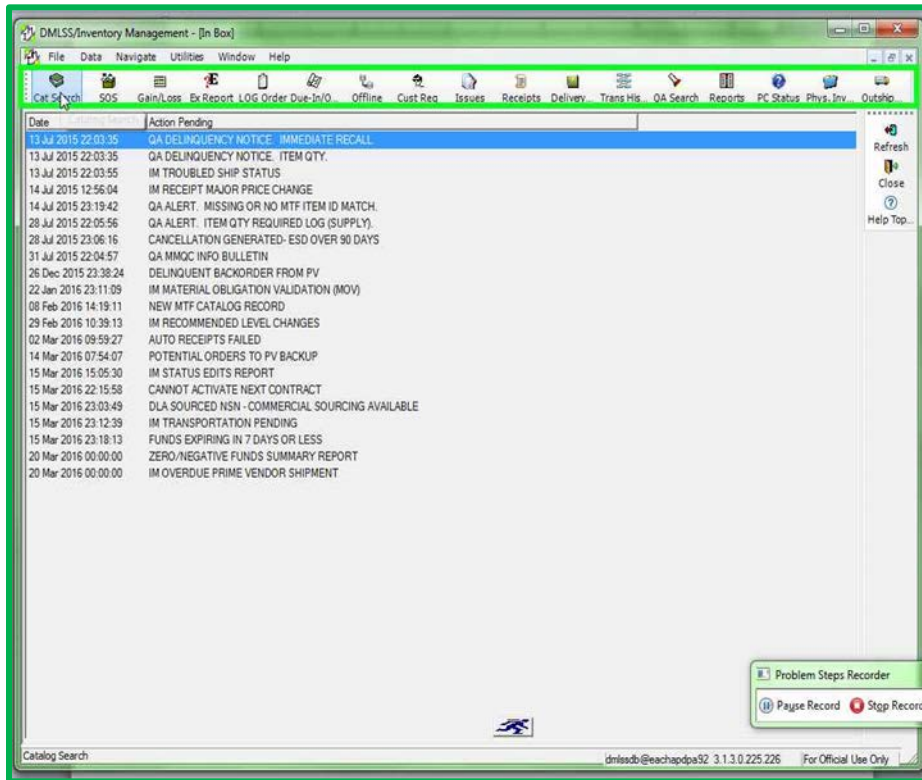 DMLSS/Inventory Management - [In Box]
File Data Navigate Utilities Window Help
Cat Search SOS Gain/Loss Ex Report LOG Order Due-In/O... Offline Cust Req Issues Receipts Delivery... Trans His... QA Search Reports PC Status Phys. Inv... Outship...
Date Catalog Search Action Pending
13 Jul 2015 22:03:35 QA DELINQUENCY NOTICE. IMMEDIATE RECALL.
13 Jul 2015 22:03:35 QA DELINQUENCY NOTICE. ITEM QTY.
13 Jul 2015 22:03:55 IM TROUBLED SHIP STATUS
14 Jul 2015 12:56:04 IM RECEIPT MAJOR PRICE CHANGE
14 Jul 2015 23:19:42 QA ALERT. MISSING OR NO MTF ITEM ID MATCH.
28 Jul 2015 22:05:56 QA ALERT. ITEM QTY REQUIRED LOG (SUPPLY).
28 Jul 2015 23:06:16 CANCELLATION GENERATED- ESD OVER 90 DAYS
31 Jul 2015 22:04:57 QA MMQC INFO BULLETIN
26 Dec 2015 23:38:24 DELINQUENT BACKORDER FROM PV
22 Jan 2016 23:11:09 IM MATERIAL OBLIGATION VALIDATION (MOV)
08 Feb 2016 14:19:11 NEW MTF CATALOG RECORD
29 Feb 2016 10:39:13 IM RECOMMENDED LEVEL CHANGES
02 Mar 2016 09:59:27 AUTO RECEIPTS FAILED
14 Mar 2016 07:54:07 POTENTIAL ORDERS TO PV BACKUP
15 Mar 2016 15:05:30 IM STATUS EDITS REPORT
15 Mar 2016 22:15:58 CANNOT ACTIVATE NEXT CONTRACT
15 Mar 2016 23:03:49 DLA SOURCED NSN - COMMERCIAL SOURCING AVAILABLE
15 Mar 2016 23:12:39 IM TRANSPORTATION PENDING
15 Mar 2016 23:18:13 FUNDS EXPIRING IN 7 DAYS OR LESS
20 Mar 2016 00:00:00 ZERO/NEGATIVE FUNDS SUMMARY REPORT
20 Mar 2016 00:00:00 IM OVERDUE PRIME VENDOR SHIPMENT
Refresh
Close
Help Top...
Problem Steps Recorder
Pause Record Stop Record
Catalog Search dmlssdb@eachapdpa92 3.1.3.0.225.226 For Official Use Only